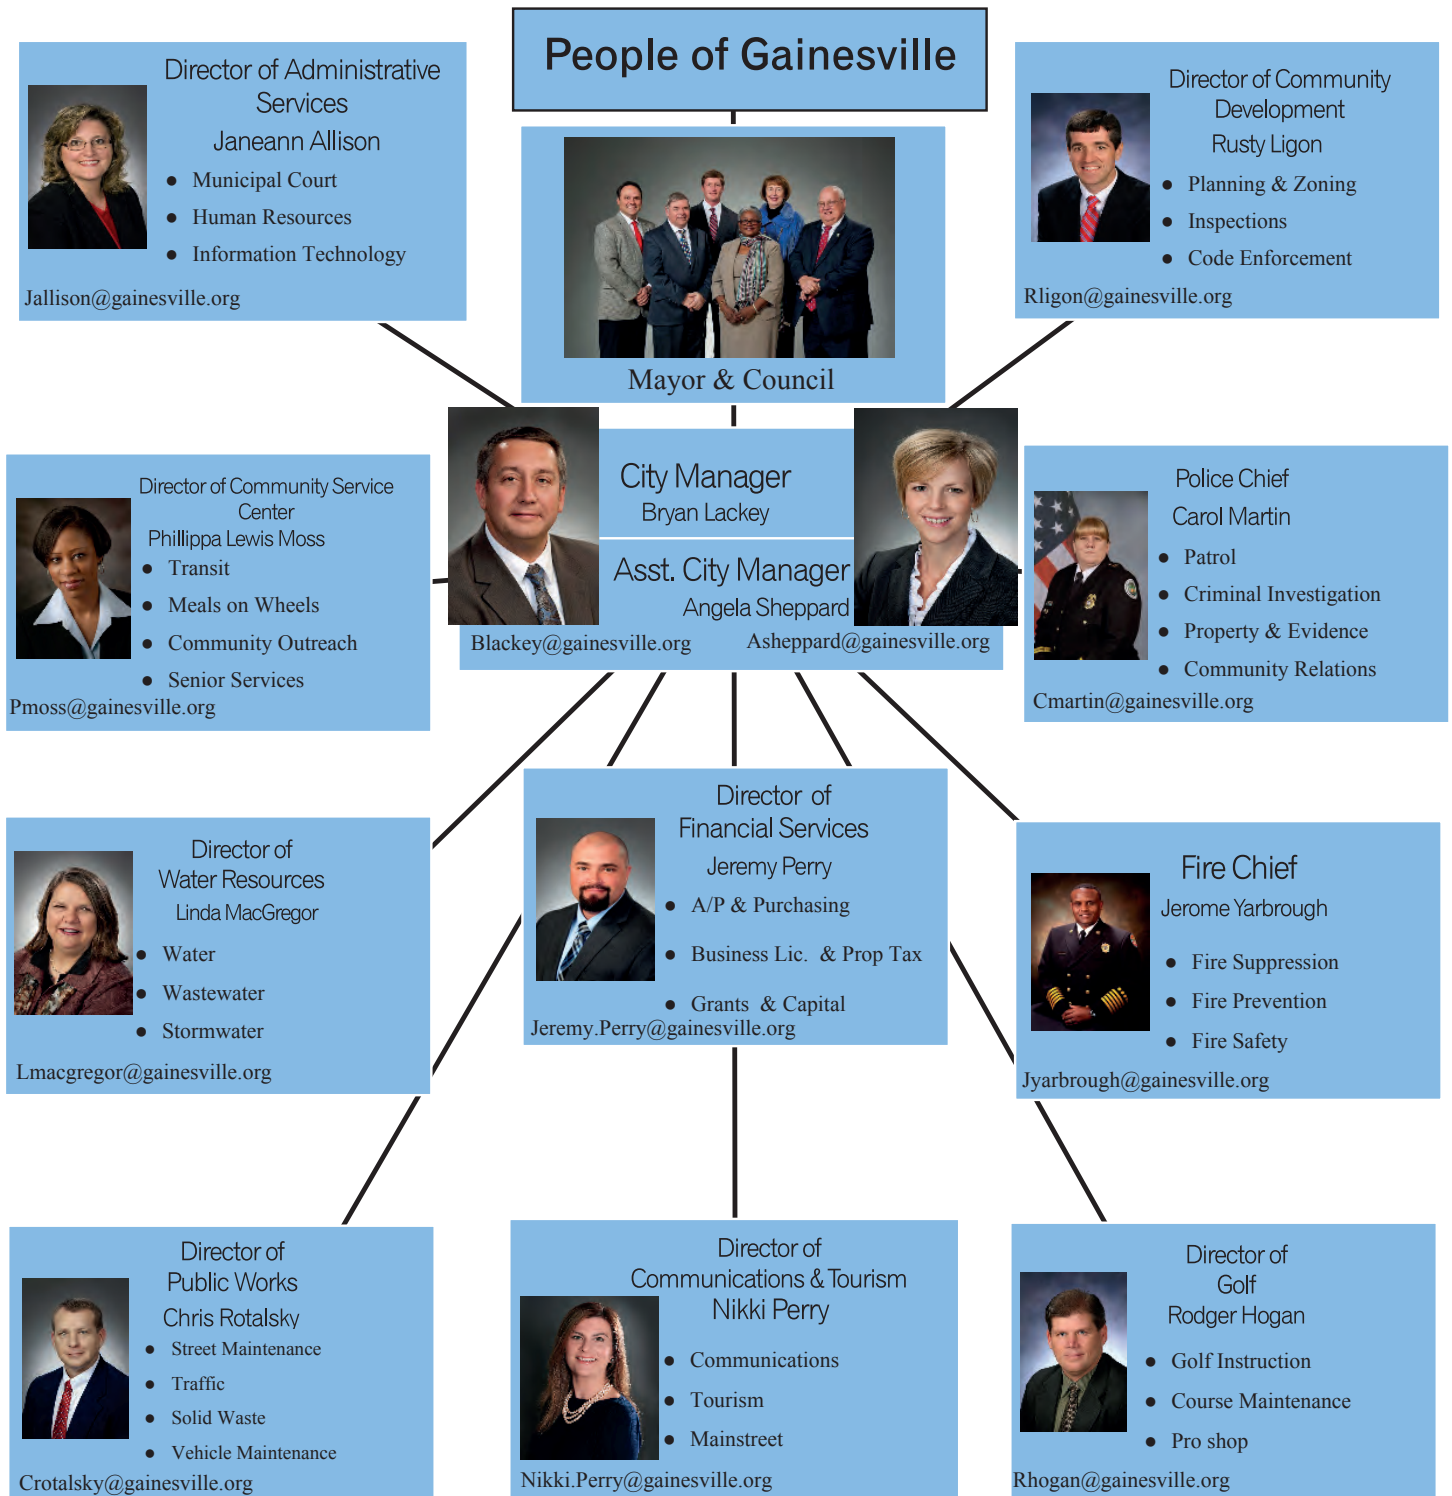 People of Gainesville
Director of Administrative
Services
Janeann Allison
● Municipal Court
● Human Resources
● Information Technology
Jallison@gainesville.org
Mayor & Council
Director of Community
Development
Rusty Ligon
● Planning & Zoning
● Inspections
● Code Enforcement
Rligon@gainesville.org
Director of Community Service
Center
Phillippa Lewis Moss
● Transit
● Meals on Wheels
● Community Outreach
● Senior Services
Pmoss@gainesville.org
City Manager
Bryan Lackey
Asst. City Manager
Angela Sheppard
Blackey@gainesville.org
Asheppard@gainesville.org
Police Chief
Carol Martin
● Patrol
● Criminal Investigation
● Property & Evidence
● Community Relations
Cmartin@gainesville.org
Director of
Water Resources
Linda MacGregor
● Water
● Wastewater
● Stormwater
Lmacgregor@gainesville.org
Director of
Financial Services
Jeremy Perry
● A/P & Purchasing
● Business Lic. & Prop Tax
● Grants & Capital
Jeremy.Perry@gainesville.org
Fire Chief
Jerome Yarbrough
● Fire Suppression
● Fire Prevention
● Fire Safety
Jyarbrough@gainesville.org
Director of
Public Works
Chris Rotalsky
● Street Maintenance
● Traffic
● Solid Waste
● Vehicle Maintenance
Crotalsky@gainesville.org
Director of
Communications & Tourism
Nikki Perry
● Communications
● Tourism
● Mainstreet
Nikki.Perry@gainesville.org
Director of
Golf
Rodger Hogan
● Golf Instruction
● Course Maintenance
● Pro shop
Rhogan@gainesville.org